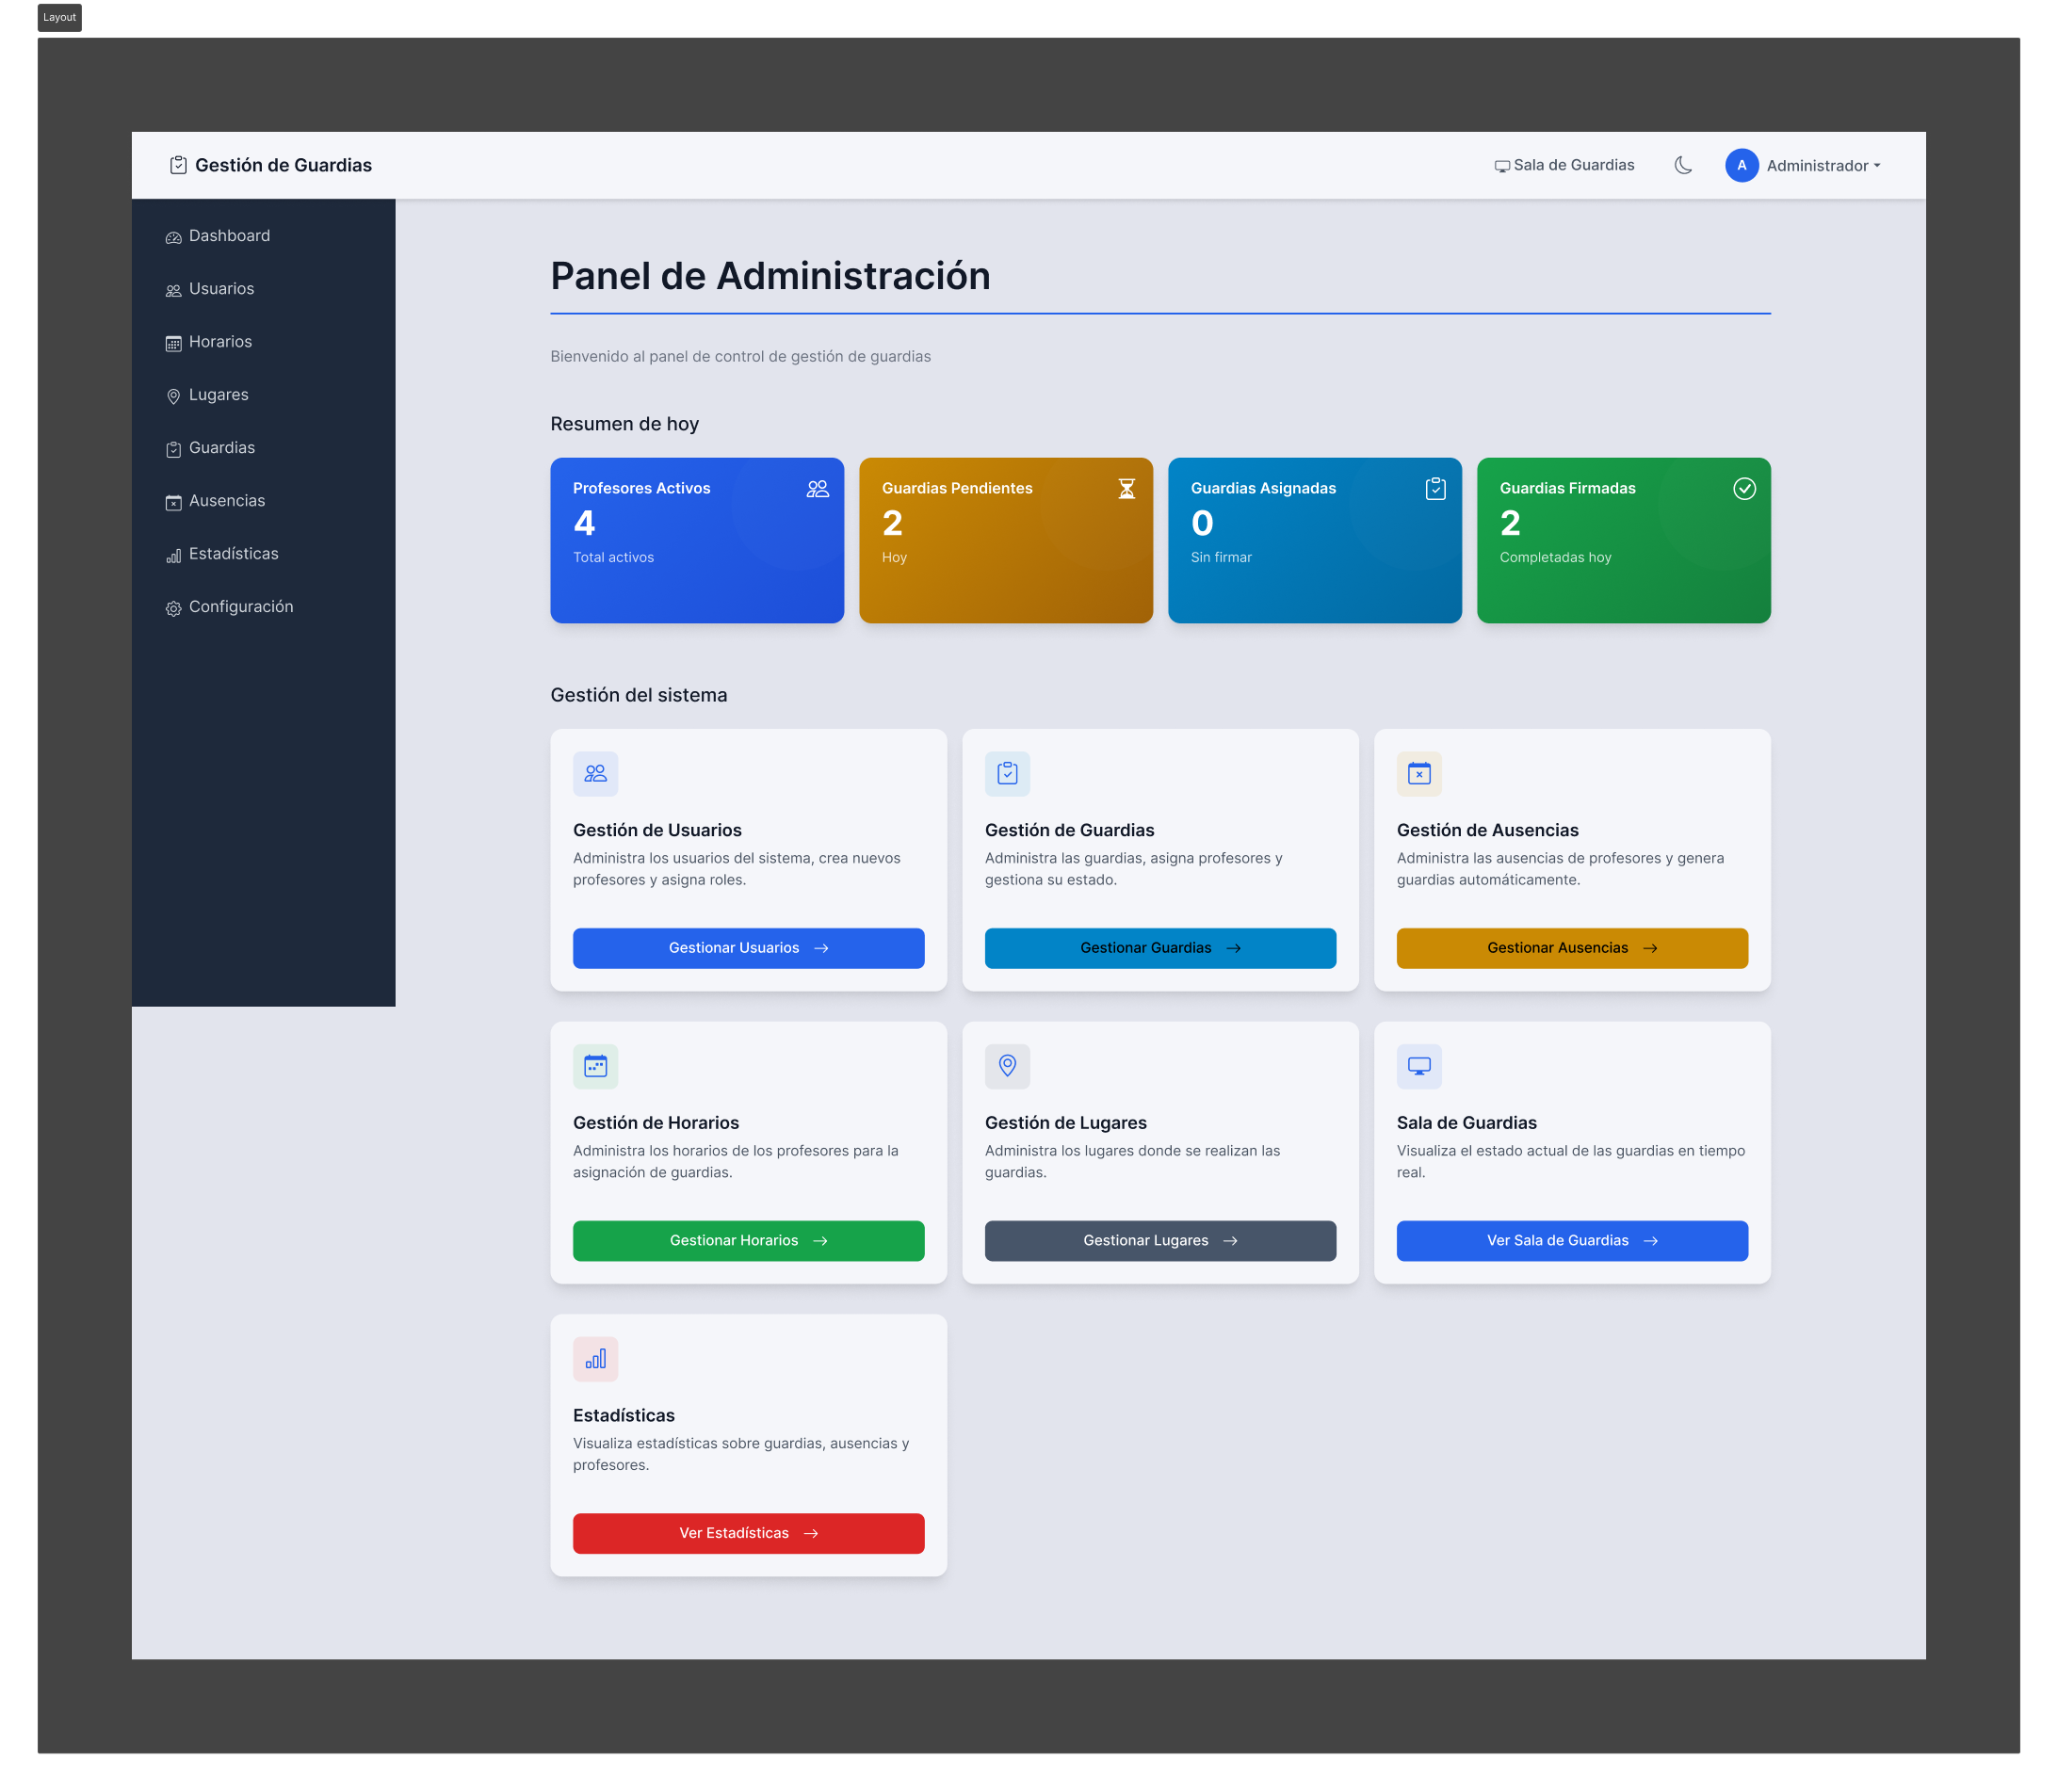 Layout
Gestión de Guardias
Sala de Guardias
A
Administrador
Dashboard
Usuarios
Horarios
Lugares
Guardias
Ausencias
Estadísticas
Configuración
Panel de Administración
Bienvenido al panel de control de gestión de guardias
Resumen de hoy
Profesores Activos
4
Total activos
Guardias Pendientes
2
Hoy
Guardias Asignadas
0
Sin firmar
Guardias Firmadas
2
Completadas hoy
Gestión del sistema
Gestión de Usuarios
Administra los usuarios del sistema, crea nuevos
profesores y asigna roles.
Gestionar Usuarios
Gestión de Guardias
Administra las guardias, asigna profesores y
gestiona su estado.
Gestionar Guardias
Gestión de Ausencias
Administra las ausencias de profesores y genera
guardias automáticamente.
Gestionar Ausencias
Gestión de Horarios
Administra los horarios de los profesores para la
asignación de guardias.
Gestionar Horarios
Gestión de Lugares
Administra los lugares donde se realizan las
guardias.
Gestionar Lugares
Sala de Guardias
Visualiza el estado actual de las guardias en tiempo
real.
Ver Sala de Guardias
Estadísticas
Visualiza estadísticas sobre guardias, ausencias y
profesores.
Ver Estadísticas